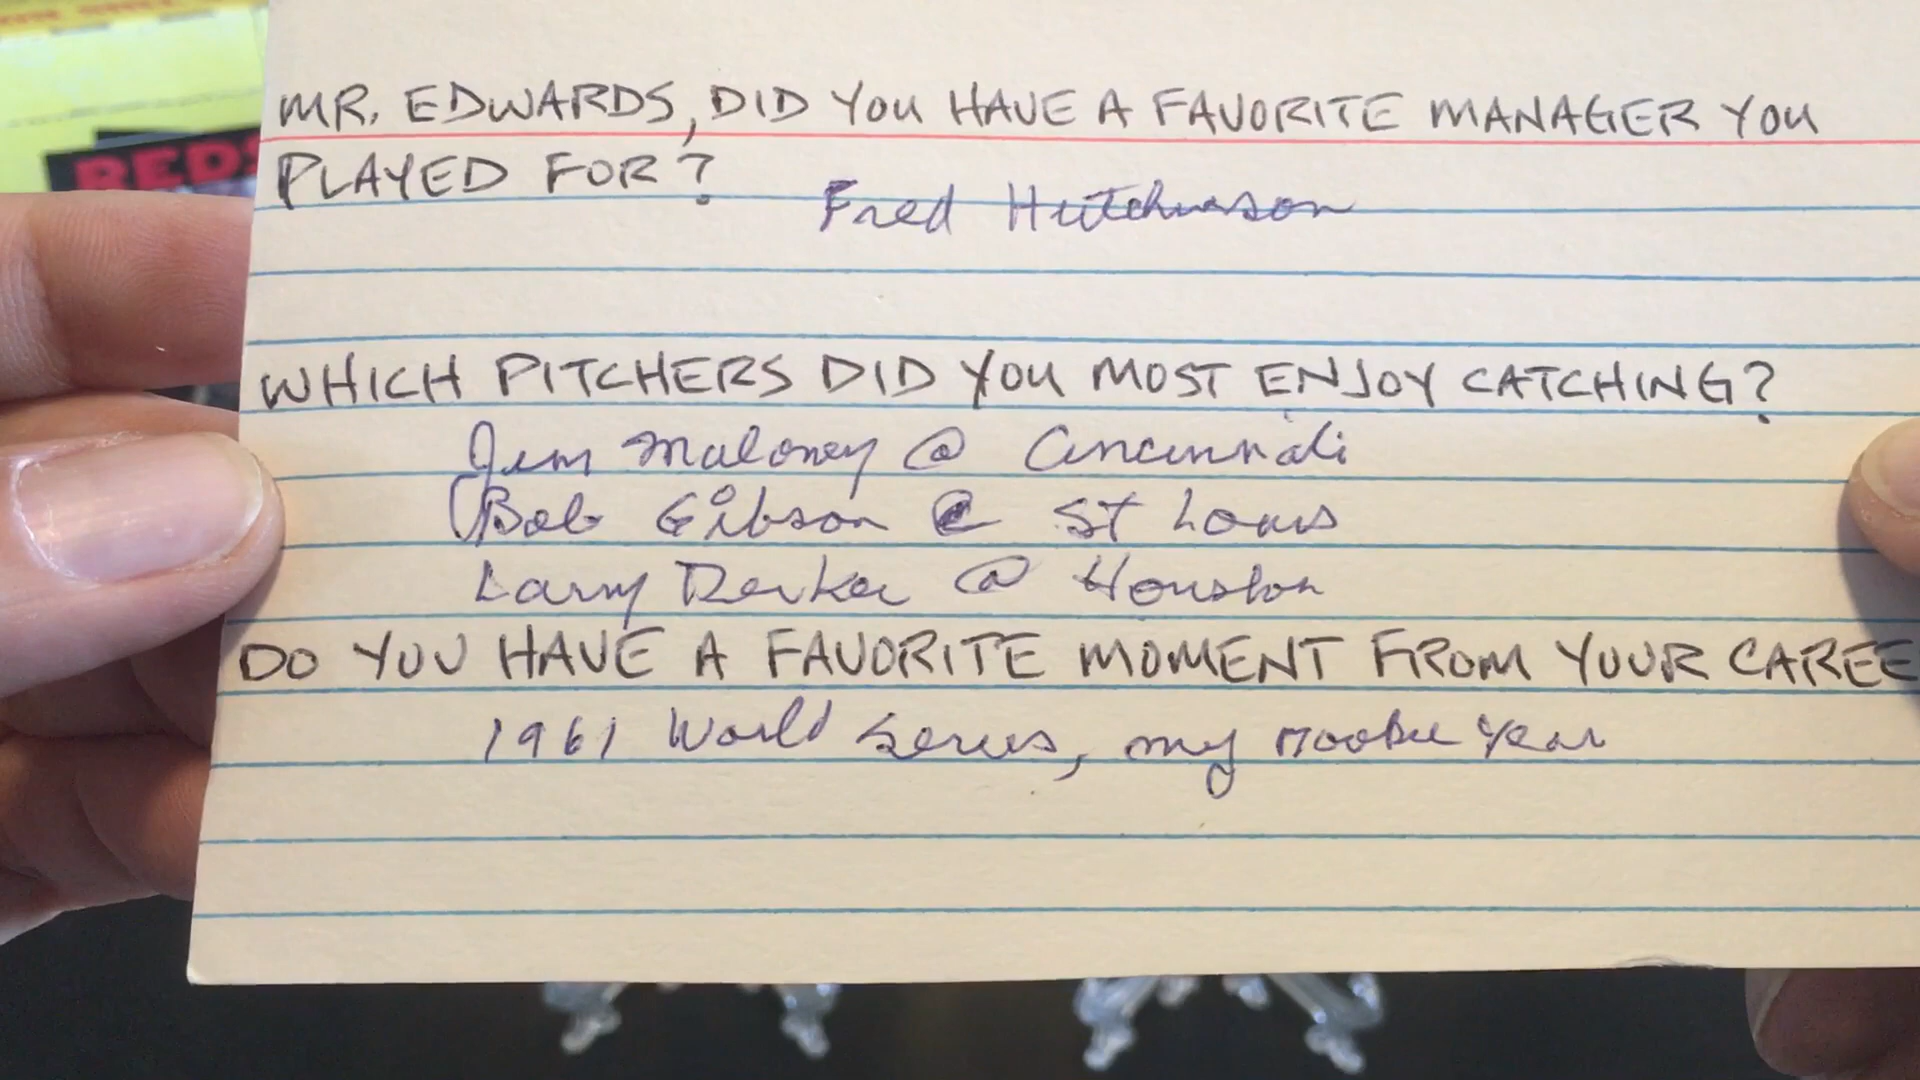 REDS
MR. EDWARDS, DID YOU HAVE A FAVORITE MANAGER YOU
PLAYED FOR?
Fred Hutchinson
WHICH PITCHERS DID YOU MOST ENJOY CATCHING?
Jim Maloney @ Cincinnati
Bob Gibson @ St Louis
Larry Derker @ Houston
DO YOU HAVE A FAVORITE MOMENT FROM YOUR CAREE
1961 World Series, my rookie year